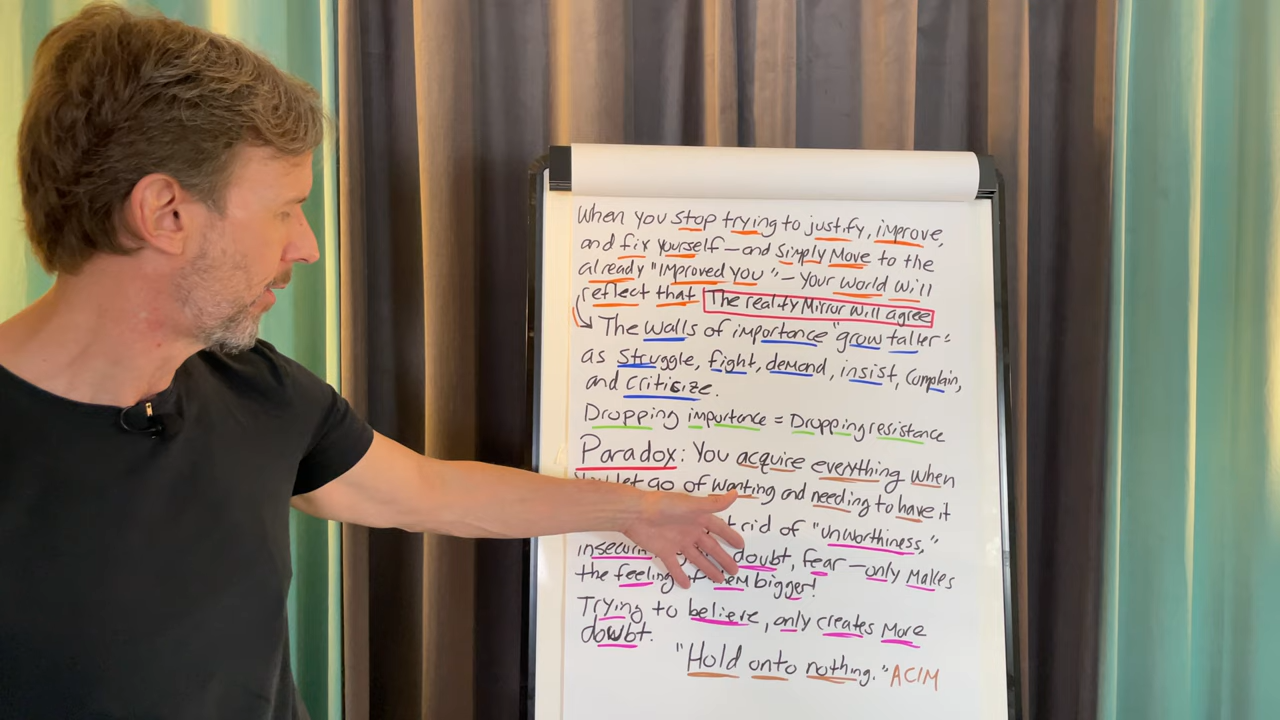 When you stop trying to justify, improve,
and fix yourself—and Simply Move to the
already "improved you"— your world will
reflect that The reality Mirror will agree
The walls of importance "grow taller"
as Struggle, fight, demand, insist, Complain,
and criticize.
Dropping importance = Dropping resistance
Paradox: You acquire everything when
let go of wanting and needing to have it
rid of "unworthiness,"
doubt, fear—only Makes
the feeling bigger!
Trying to believe, only creates More
doubt.
"Hold onto nothing." ACIM